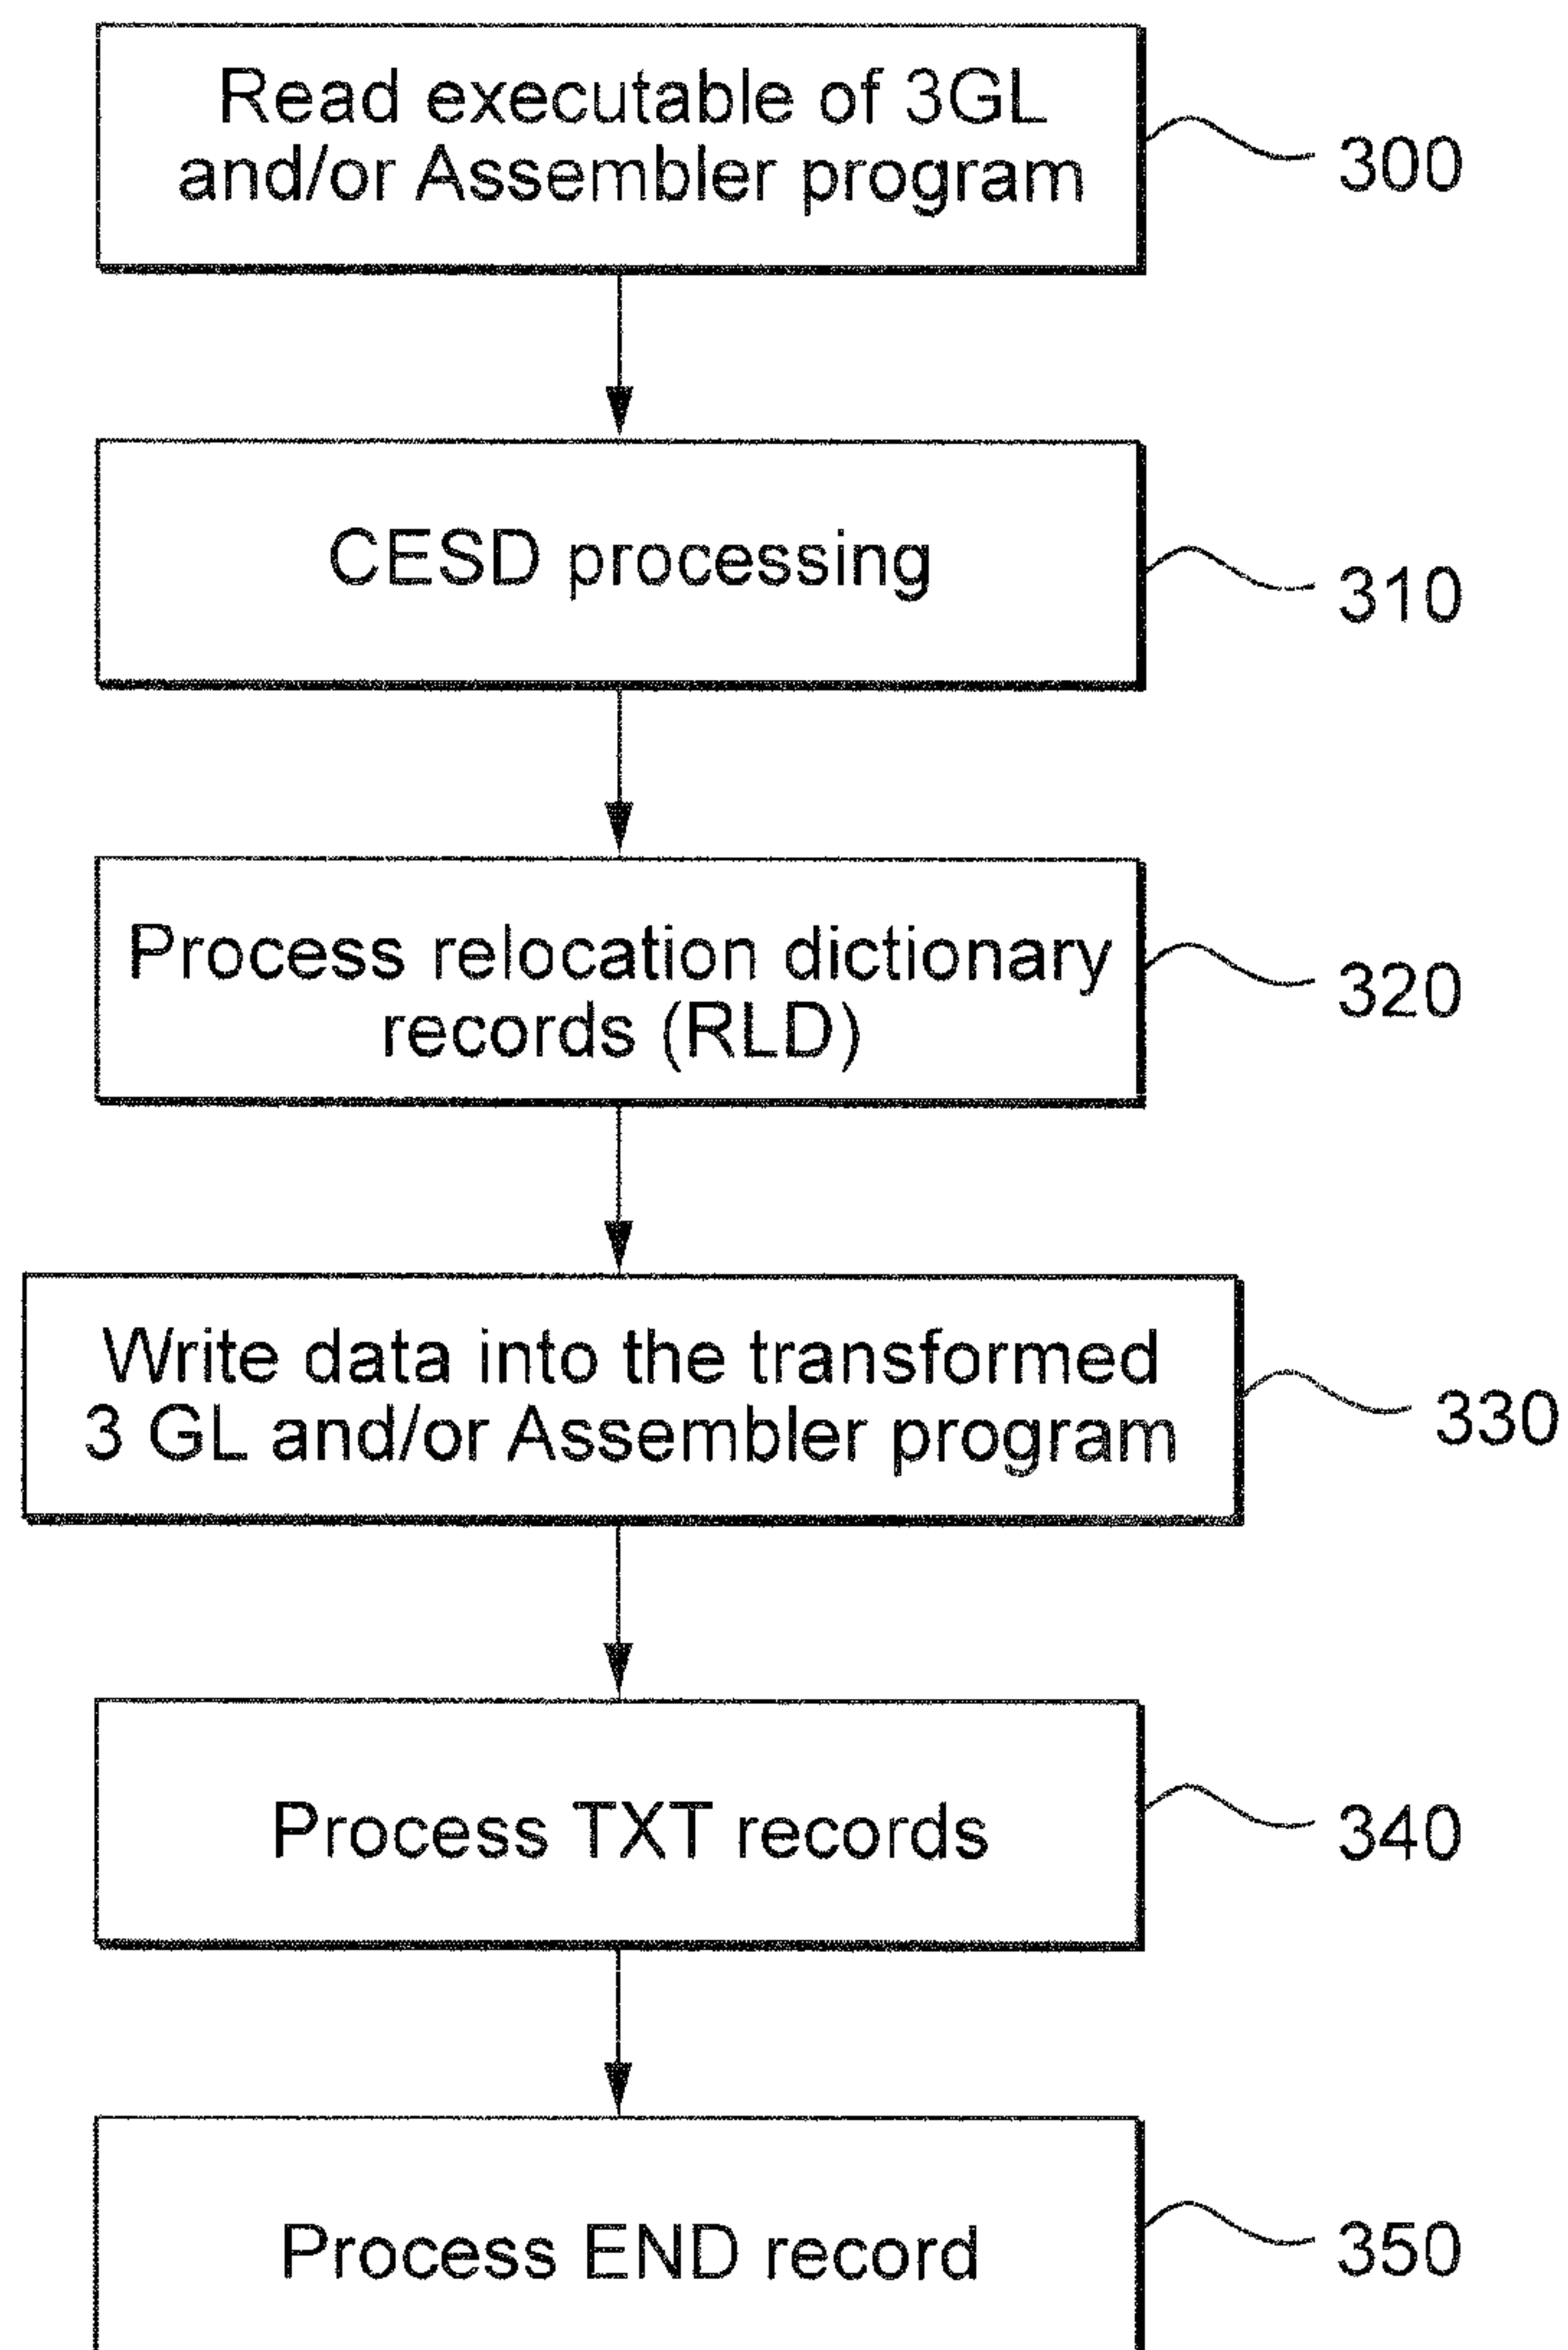 Read executable of 3GL
and/or Assembler program
300
CESD processing
310
Process relocation dictionary
records (RLD)
320
Write data into the transformed
3 GL and/or Assembler program
330
Process TXT records
340
Process END record
350